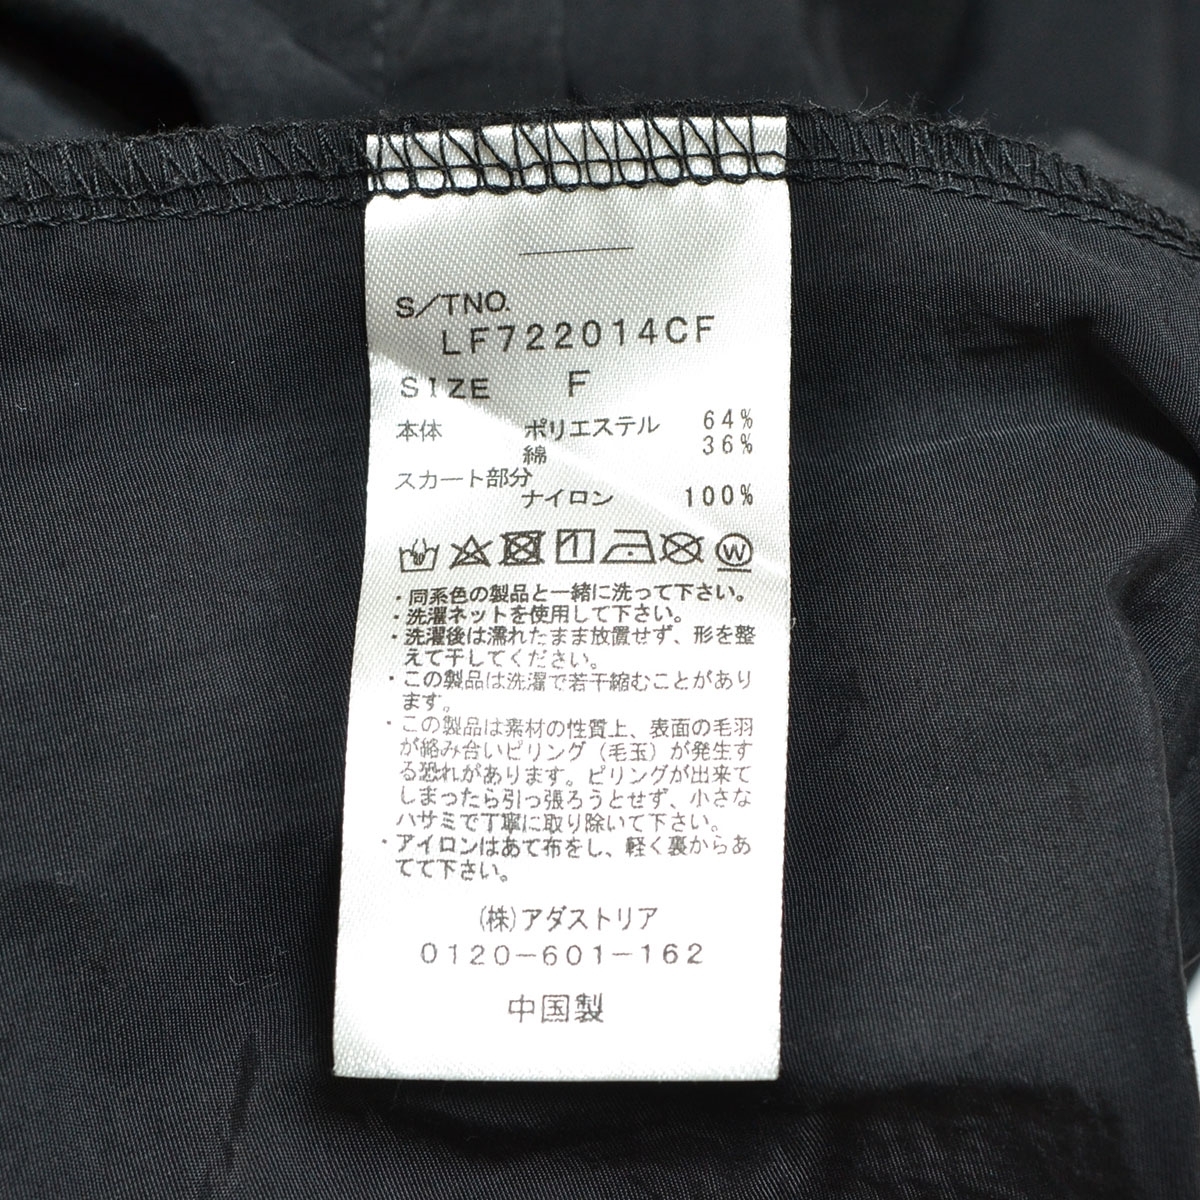 S/TNO.
LF722014CF
SIZE F
本体 ポリエステル 64%
綿 36%
スカート部分
ナイロン 100%
W
・同系色の製品と一緒に洗って下さい。
・洗濯ネットを使用して下さい。
・洗濯後は濡れたまま放置せず、形を整
えて干してください。
・この製品は洗濯で若干縮むことがあり
ます。
・この製品は素材の性質上、表面の毛羽
が絡み合いピリング(毛玉)が発生す
る恐れがあります。ピリングが出来て
しまったら引っ張ろうとせず、小さな
ハサミで丁寧に取り除いて下さい。
・アイロンはあて布をし、軽く裏からあ
てて下さい。
(株)アダストリア
0120-601-162
中国製